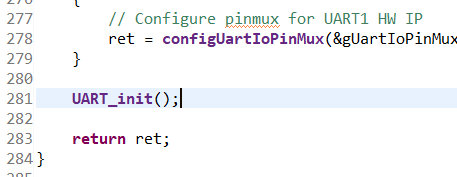 276 {
277 // Configure pinmux for UART1 HW IP
278 ret = configUartIoPinMux(&gUartIoPinMux
279 }
280
281 UART_init();
282
283 return ret;
284 }
285